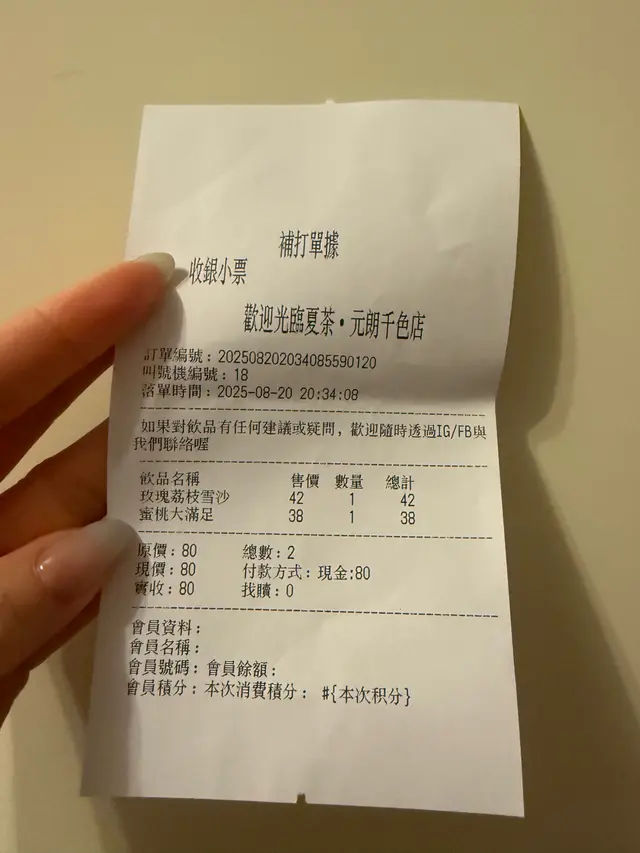 補打單據
收銀小票
歡迎光臨夏茶•元朗千色店
訂單編號：202508202034085590120
叫號機編號：18
落單時間：2025-08-20 20:34:08
如果對飲品有任何建議或疑問，歡迎隨時透過IG/FB與
我們聯絡喔
飲品名稱 售價 數量 總計
玫瑰荔枝雪沙 42 1 42
蜜桃大滿足 38 1 38
原價：80 總數：2
現價：80 付款方式：現金:80
實收：80 找贖：0
會員資料：
會員名稱：
會員號碼：會員餘額：
會員積分：本次消費積分： #{本次积分}